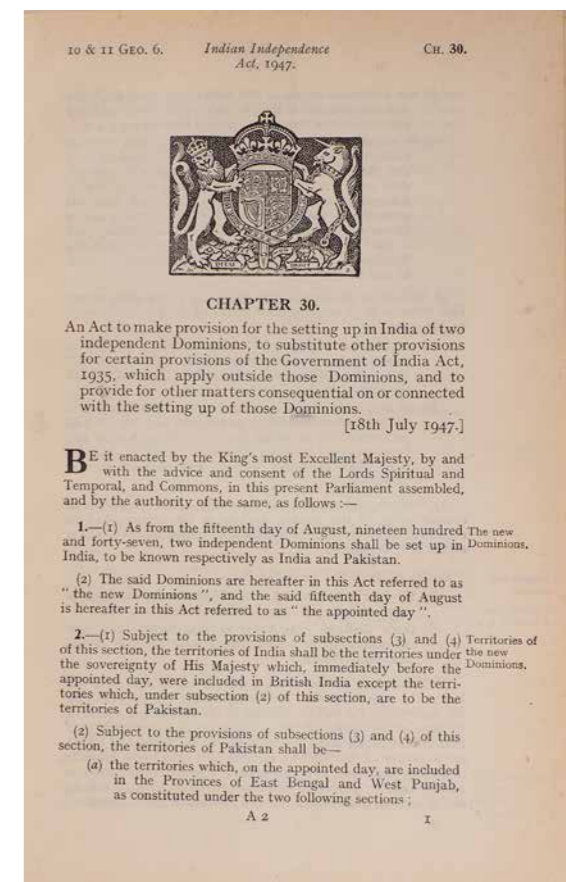 10 & 11 GEO. 6. Indian Independence CH. 30.
Act, 1947.
CHAPTER 30.
An Act to make provision for the setting up in India of two
independent Dominions, to substitute other provisions
for certain provisions of the Government of India Act,
1935, which apply outside those Dominions, and to
provide for other matters consequential on or connected
with the setting up of those Dominions.
[18th July 1947.]
BE it enacted by the King's most Excellent Majesty, by and
with the advice and consent of the Lords Spiritual and
Temporal, and Commons, in this present Parliament assembled,
and by the authority of the same, as follows :—
1.—(1) As from the fifteenth day of August, nineteen hundred The new
and forty-seven, two independent Dominions shall be set up in Dominions.
India, to be known respectively as India and Pakistan.
(2) The said Dominions are hereafter in this Act referred to as
" the new Dominions ", and the said fifteenth day of August
is hereafter in this Act referred to as " the appointed day ".
2.—(1) Subject to the provisions of subsections (3) and (4) Territories of
of this section, the territories of India shall be the territories under the new
the sovereignty of His Majesty which, immediately before the Dominions.
appointed day, were included in British India except the terri-
tories which, under subsection (2) of this section, are to be the
territories of Pakistan.
(2) Subject to the provisions of subsections (3) and (4) of this
section, the territories of Pakistan shall be—
(a) the territories which, on the appointed day, are included
in the Provinces of East Bengal and West Punjab,
as constituted under the two following sections ;
A 2 1